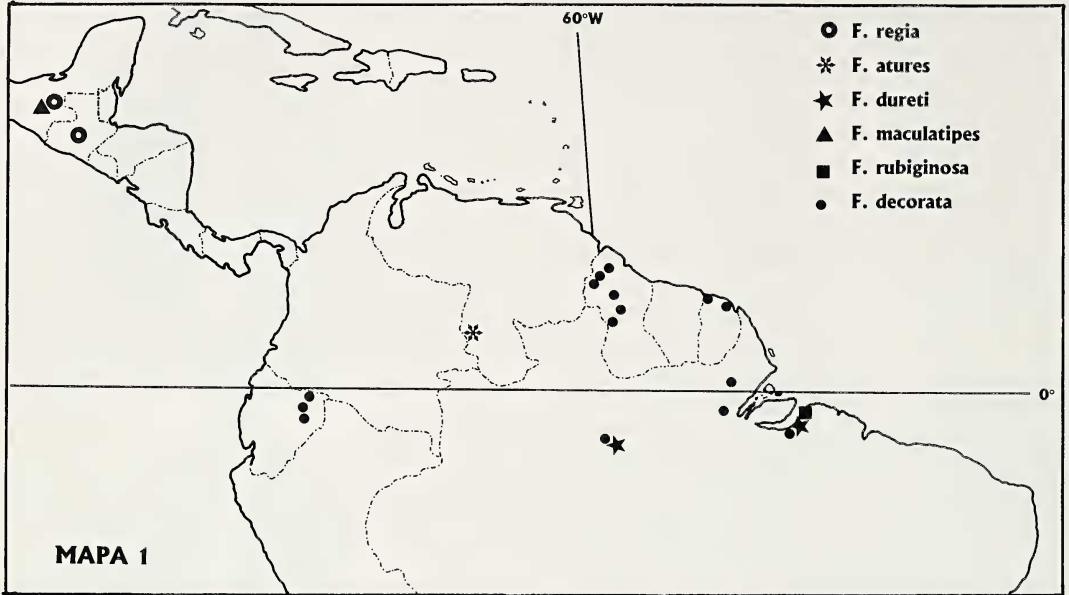 60°W
F. regia
F. atures
F. dureti
F. maculatipes
F. rubiginosa
F. decorata
0°
MAPA 1